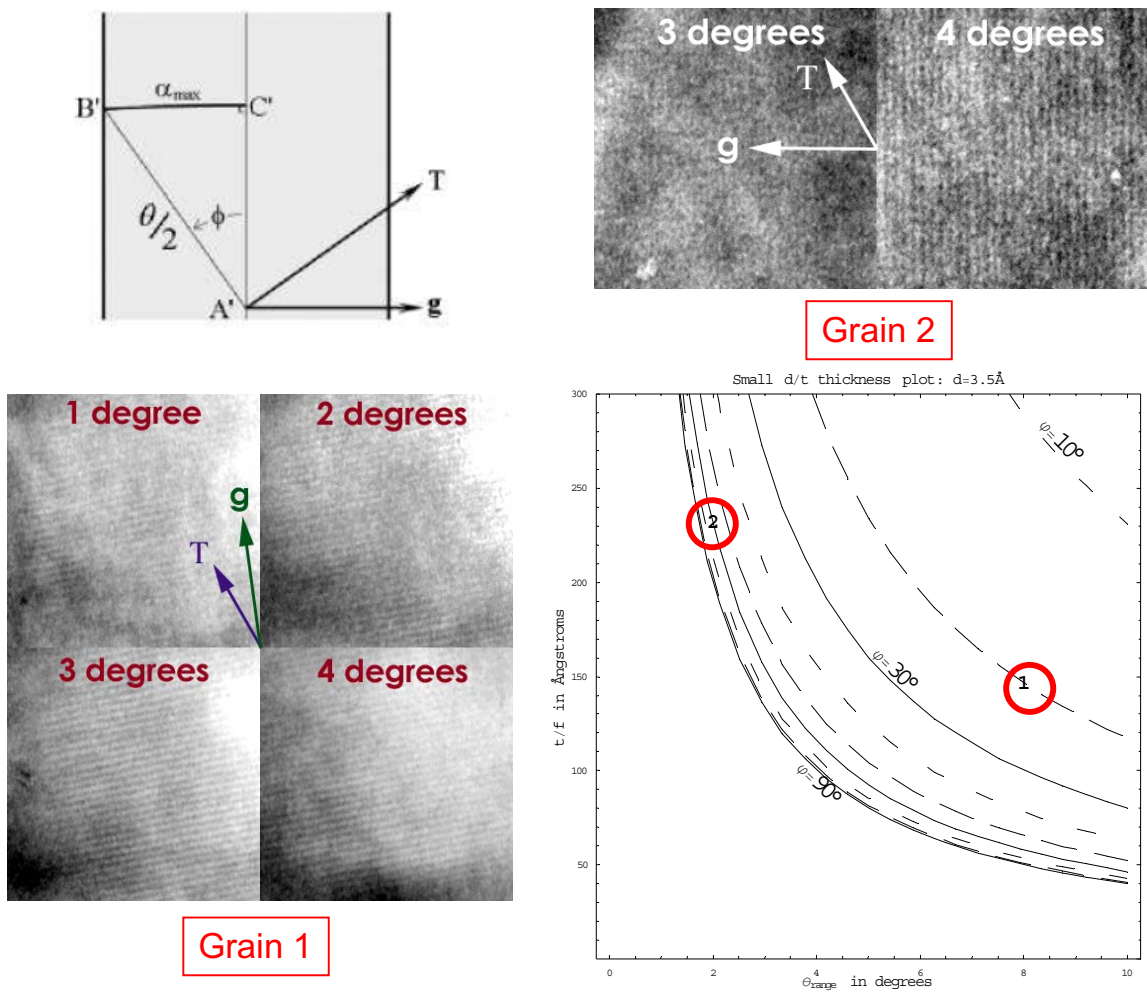 α max
B'
C'
θ/2
ϕ
T
A'
g
3 degrees
4 degrees
T
g
Grain 2
1 degree
2 degrees
g
T
3 degrees
4 degrees
Grain 1
Small d/t thickness plot: d=3.5Å
300
250
200
150
100
50
t/f in Ångstroms
φ= 10°
φ= 30°
φ= 90°
2
1
0
2
4
6
8
10
θrange in degrees